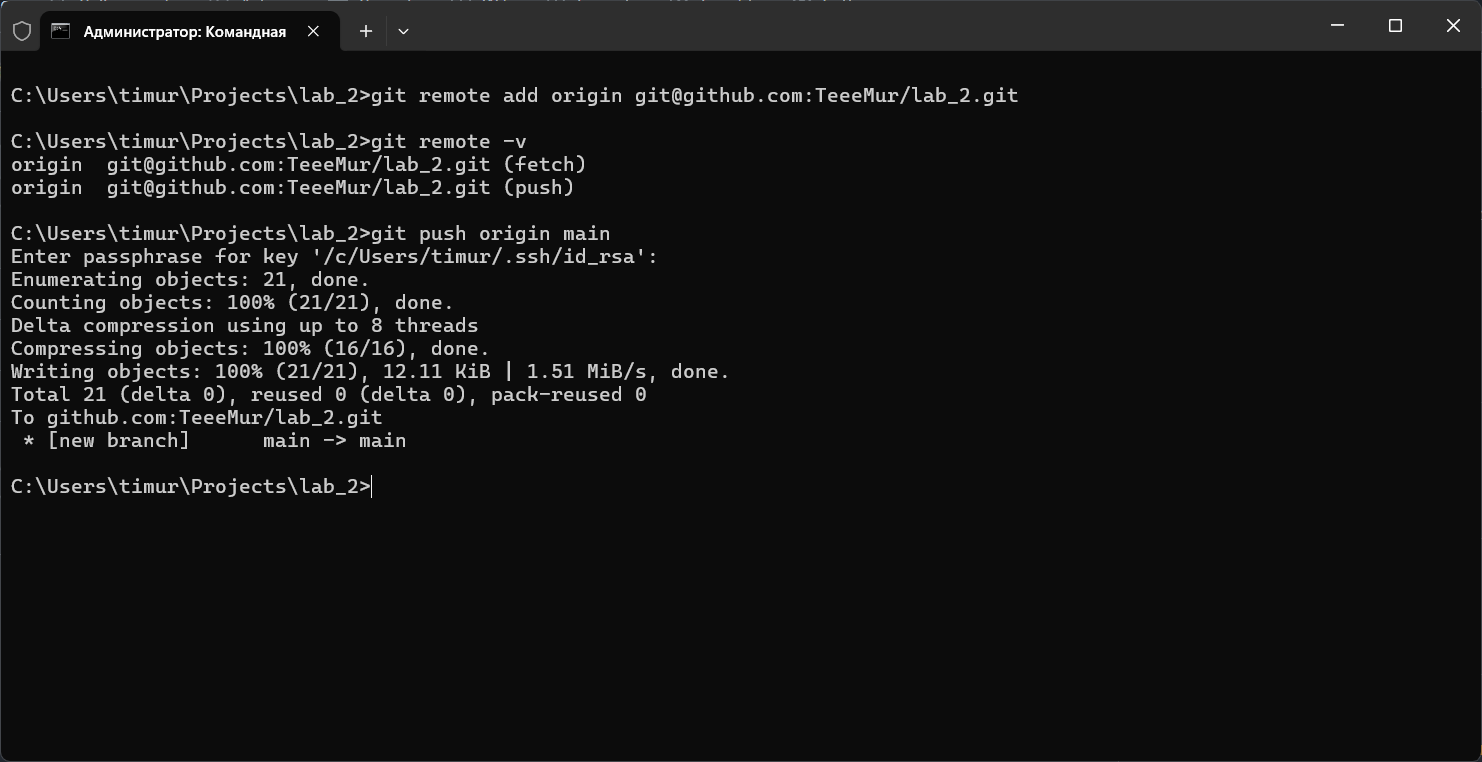 Администратор: Командная
C:\Users\timur\Projects\lab_2>git remote add origin git@github.com:TeeeMur/lab_2.git
C:\Users\timur\Projects\lab_2>git remote -v
origin  git@github.com:TeeeMur/lab_2.git (fetch)
origin  git@github.com:TeeeMur/lab_2.git (push)
C:\Users\timur\Projects\lab_2>git push origin main
Enter passphrase for key '/c/Users/timur/.ssh/id_rsa':
Enumerating objects: 21, done.
Counting objects: 100% (21/21), done.
Delta compression using up to 8 threads
Compressing objects: 100% (16/16), done.
Writing objects: 100% (21/21), 12.11 KiB | 1.51 MiB/s, done.
Total 21 (delta 0), reused 0 (delta 0), pack-reused 0
To github.com:TeeeMur/lab_2.git
 * [new branch]      main -> main
C:\Users\timur\Projects\lab_2>